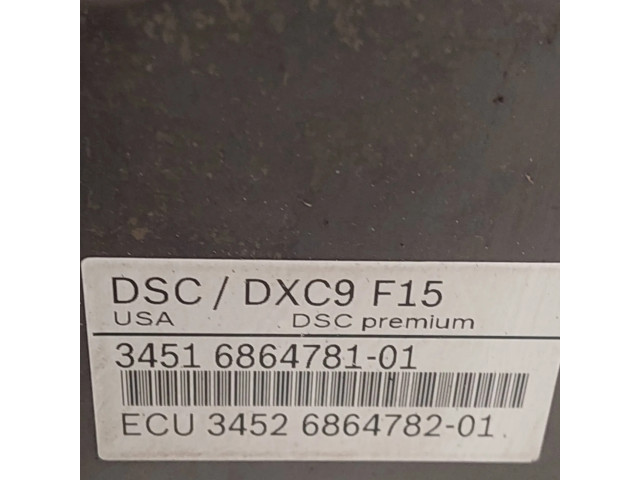 DSC / DXC9 F15
USA DSC premium
3451 6864781-01
ECU 3452 6864782-01